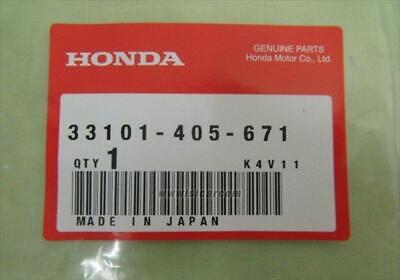 HONDA
GENUINE PARTS
Honda Motor Co., Ltd.
33101-405-671
QTY 1 K4V11
MADE IN JAPAN